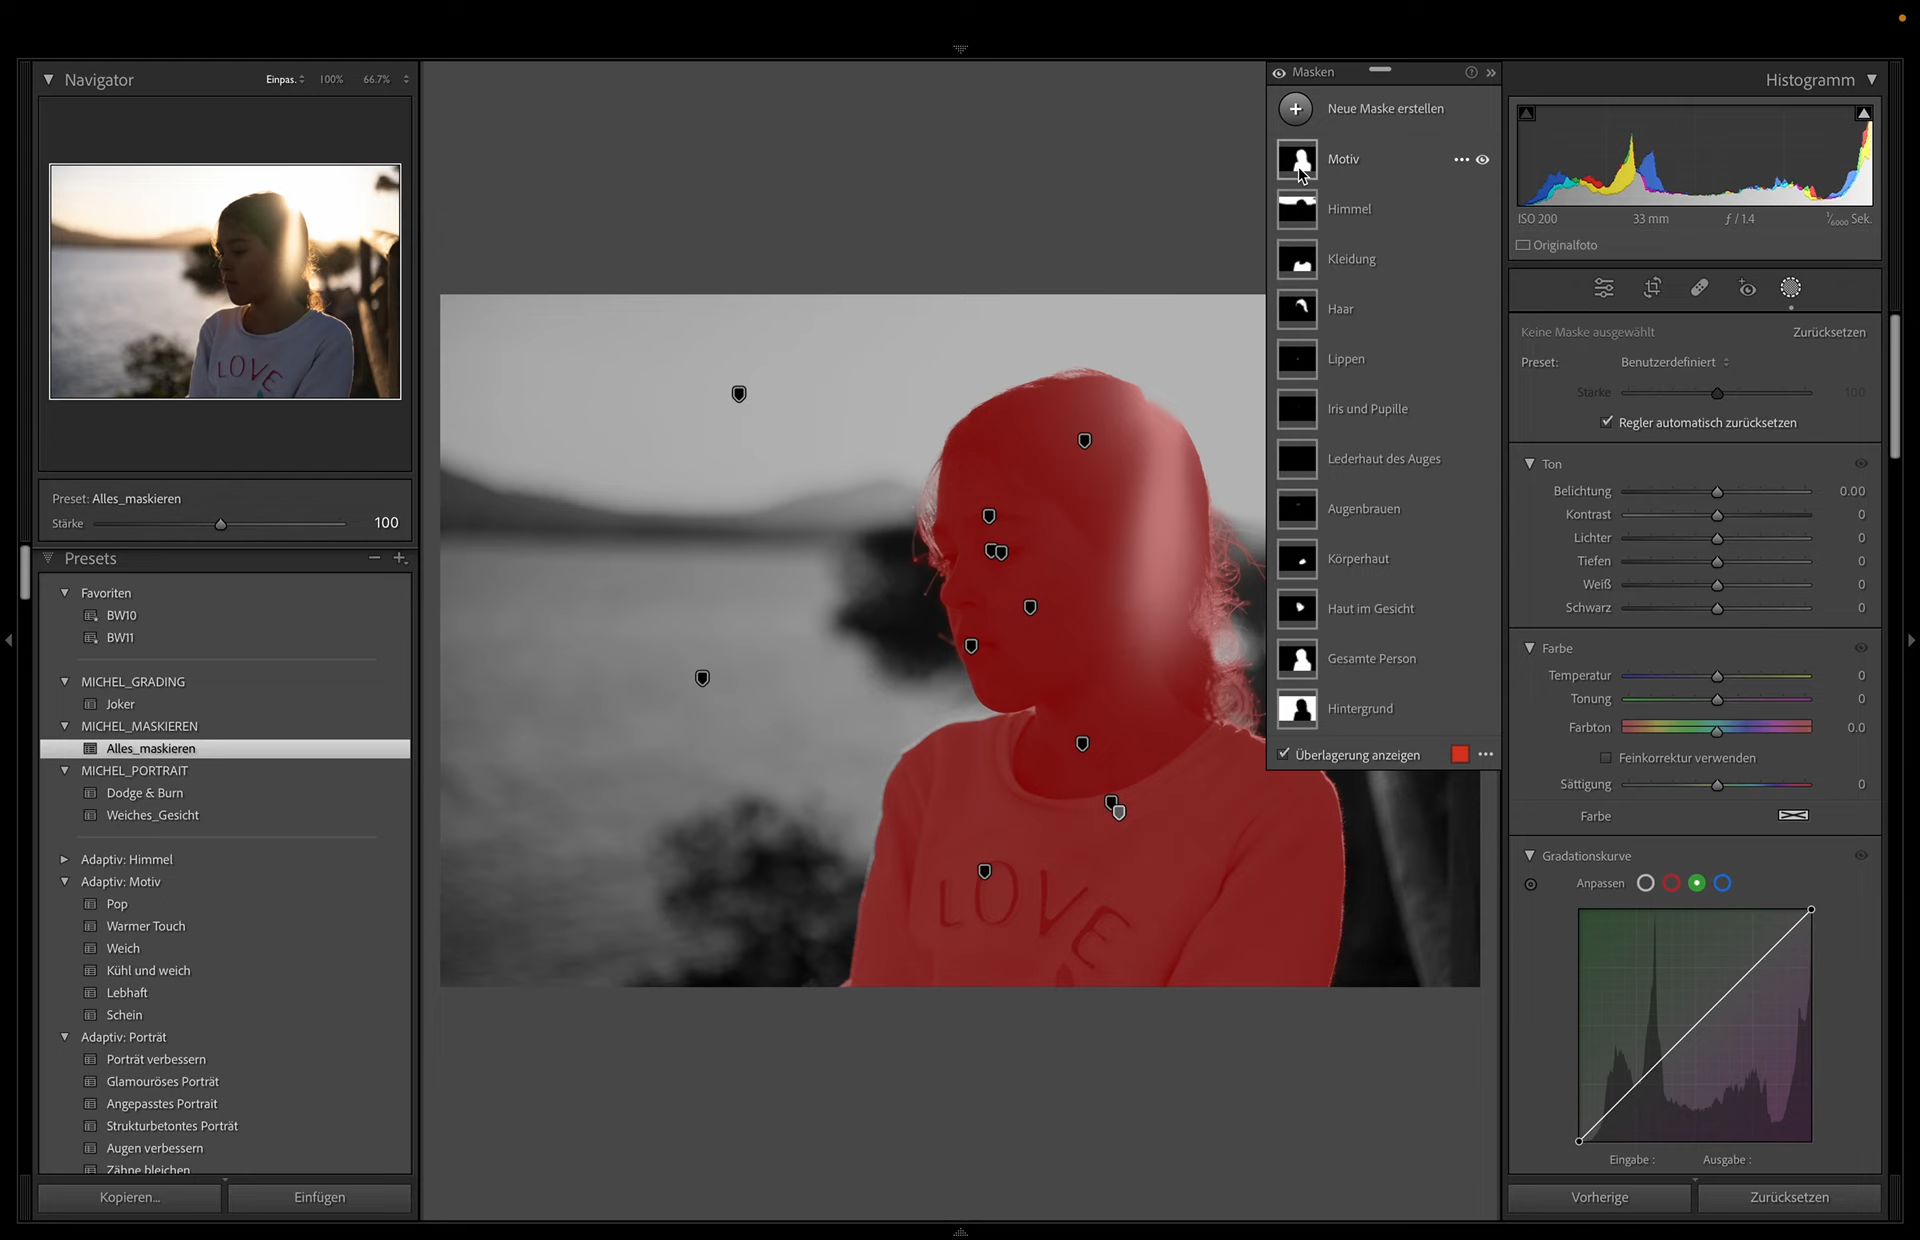 Navigator
Einpas. 100% 66.7%
LOVE
Preset: Alles_maskieren
Stärke 100
Presets
Favoriten
BW10
BW11
MICHEL_GRADING
Joker
MICHEL_MASKIEREN
Alles_maskieren
MICHEL_PORTRAIT
Dodge & Burn
Weiches_Gesicht
Adaptiv: Himmel
Adaptiv: Motiv
Pop
Warmer Touch
Weich
Kühl und weich
Lebhaft
Schein
Adaptiv: Porträt
Porträt verbessern
Glamouröses Porträt
Angepasstes Portrait
Strukturbetontes Porträt
Augen verbessern
Zähne bleichen
Kopieren...
Einfügen
LOVE
Masken
Neue Maske erstellen
Motiv
Himmel
Kleidung
Haar
Lippen
Iris und Pupille
Lederhaut des Auges
Augenbrauen
Körperhaut
Haut im Gesicht
Gesamte Person
Hintergrund
Überlagerung anzeigen
Histogramm
ISO 200 33 mm ƒ / 1.4 1/6000 Sek.
Originalfoto
Keine Maske ausgewählt Zurücksetzen
Preset: Benutzerdefiniert
Stärke 100
Regler automatisch zurücksetzen
Ton
Belichtung 0.00
Kontrast 0
Lichter 0
Tiefen 0
Weiß 0
Schwarz 0
Farbe
Temperatur 0
Tonung 0
Farbton 0.0
Feinkorrektur verwenden
Sättigung 0
Farbe
Gradationskurve
Anpassen
Eingabe : Ausgabe :
Vorherige
Zurücksetzen